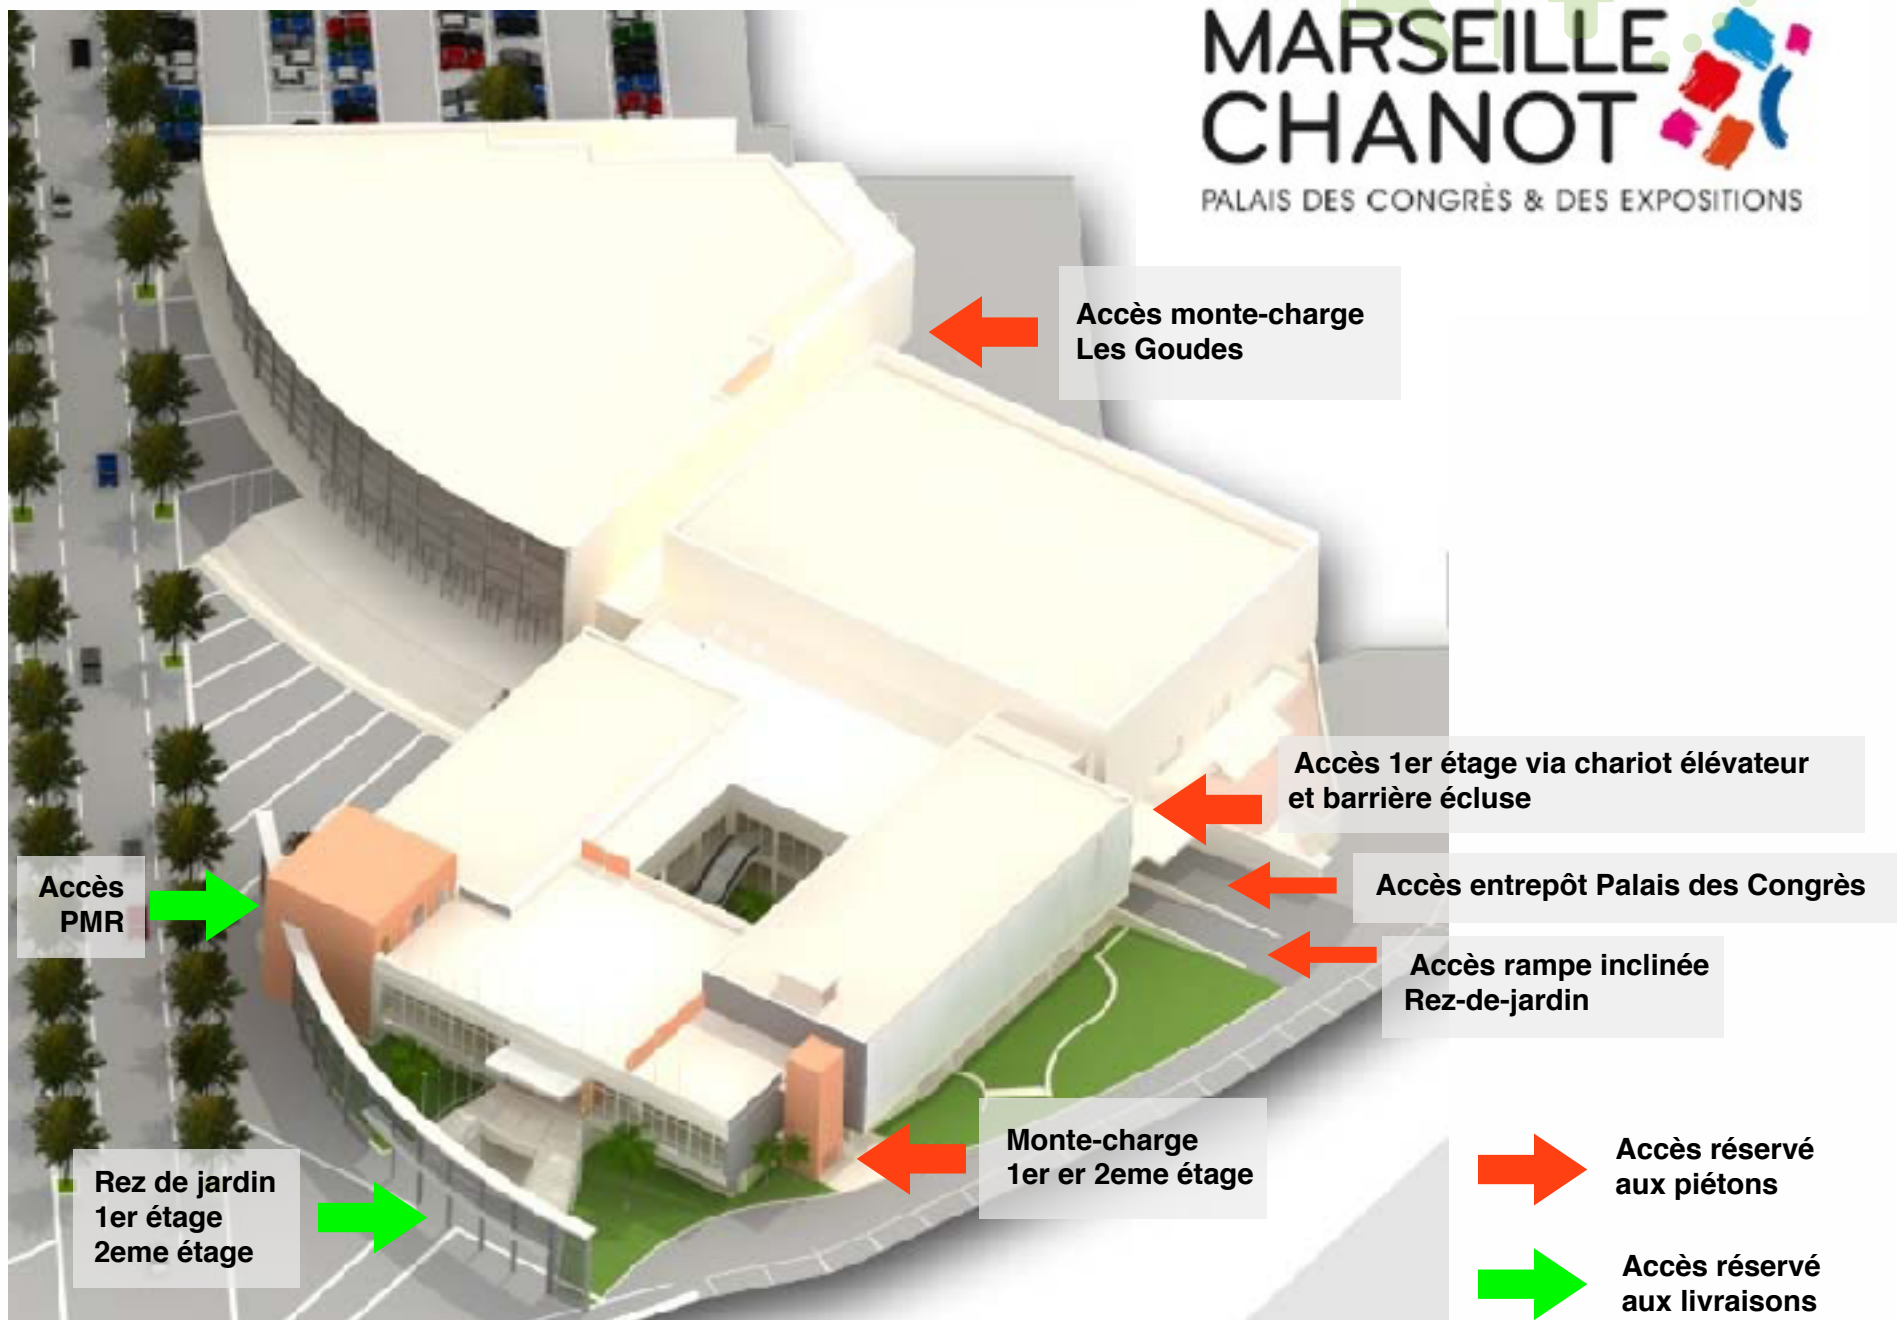 MARSEILLE
CHANOT
PALAIS DES CONGRÈS & DES EXPOSITIONS
Accès monte-charge
Les Goudes
Accès 1er étage via chariot élévateur
et barrière écluse
Accès
PMR
Accès entrepôt Palais des Congrès
Accès rampe inclinée
Rez-de-jardin
Monte-charge
1er er 2eme étage
Rez de jardin
1er étage
2eme étage
Accès réservé
aux piétons
Accès réservé
aux livraisons